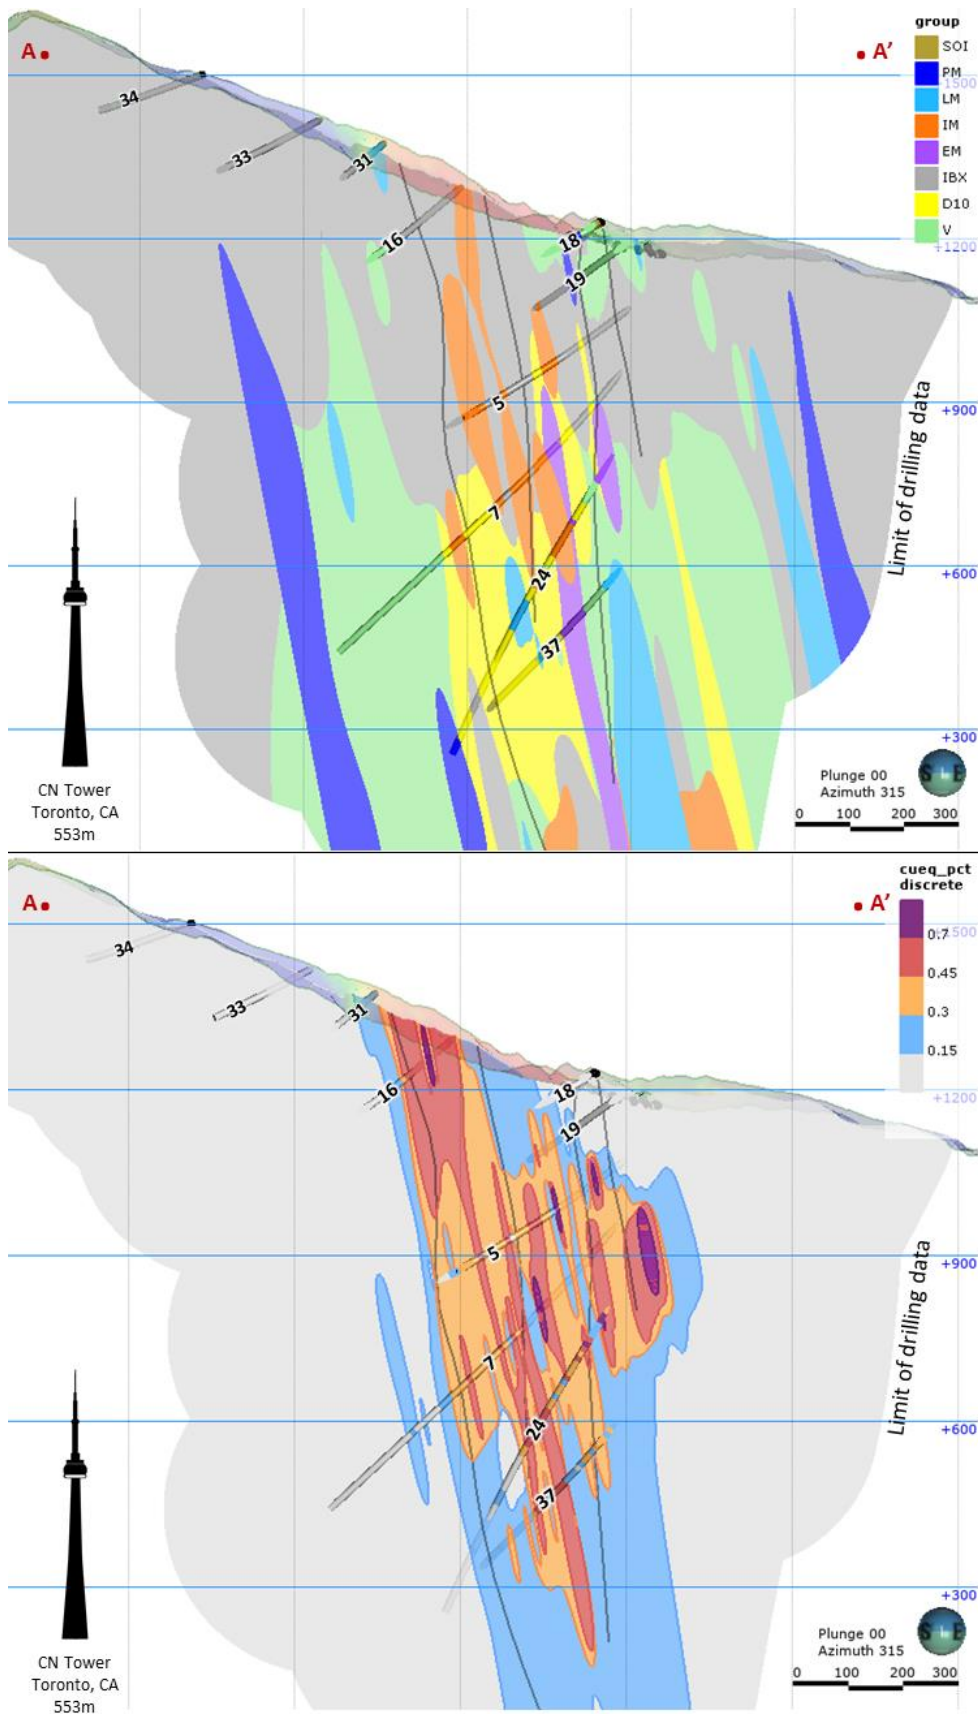 A
A'
group
SOI
PM
1500
LM
IM
EM
IBX
D10
V
34
33
31
16
18
19
+1200
5
+900
7
Limit of drilling data
24
+600
37
+300
CN Tower
Toronto, CA
553m
Plunge 00
Azimuth 315
S E
0 100 200 300
cueq_pct
discrete
A
A'
0.7
1500
0.45
0.3
0.15
34
33
31
16
18
19
+1200
5
+900
7
Limit of drilling data
24
+600
37
+300
CN Tower
Toronto, CA
553m
Plunge 00
Azimuth 315
S E
0 100 200 300